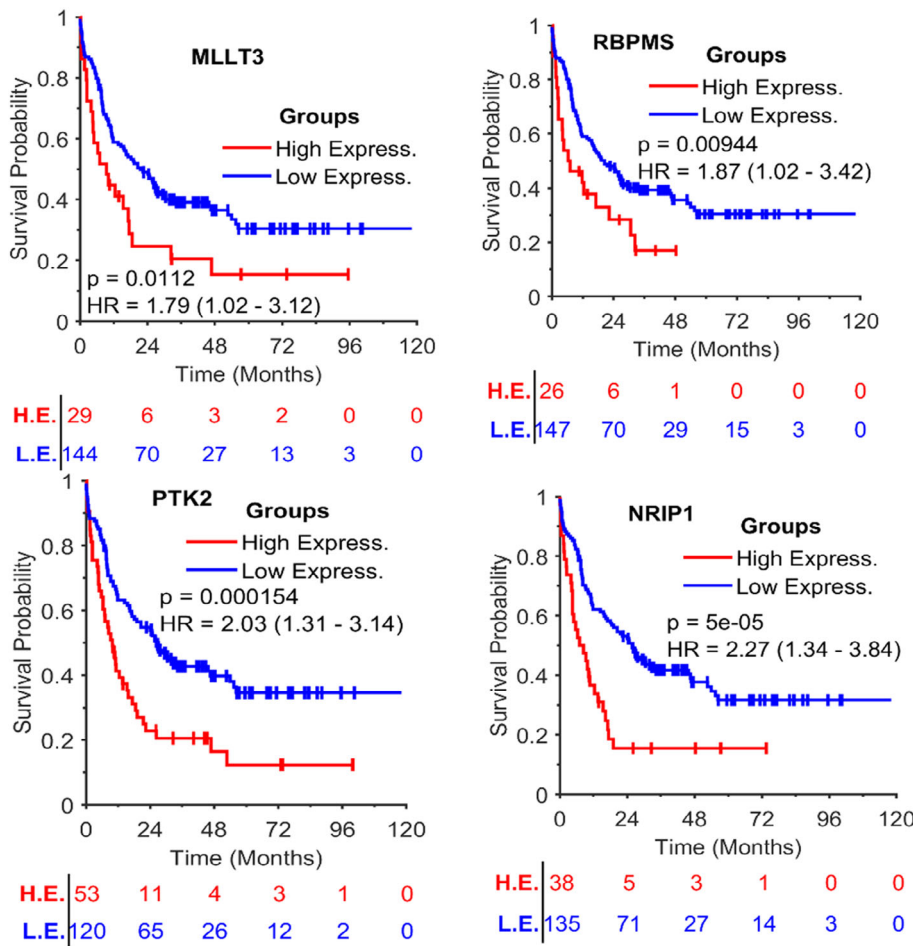 MLLT3
Groups
High Express.
Low Express.
p = 0.0112
HR = 1.79 (1.02 - 3.12)
Survival Probability
1
0.8
0.6
0.4
0.2
0
0 24 48 72 96 120
Time (Months)
H.E. 29 6 3 2 0 0
L.E. 144 70 27 13 3 0
RBPMS
Groups
High Express.
Low Express.
p = 0.00944
HR = 1.87 (1.02 - 3.42)
Survival Probability
1
0.8
0.6
0.4
0.2
0
0 24 48 72 96 120
Time (Months)
H.E. 26 6 1 0 0 0
L.E. 147 70 29 15 3 0
PTK2
Groups
High Express.
Low Express.
p = 0.000154
HR = 2.03 (1.31 - 3.14)
Survival Probability
1
0.8
0.6
0.4
0.2
0
0 24 48 72 96 120
Time (Months)
H.E. 53 11 4 3 1 0
L.E. 120 65 26 12 2 0
NRIP1
Groups
High Express.
Low Express.
p = 5e-05
HR = 2.27 (1.34 - 3.84)
Survival Probability
1
0.8
0.6
0.4
0.2
0
0 24 48 72 96 120
Time (Months)
H.E. 38 5 3 1 0 0
L.E. 135 71 27 14 3 0